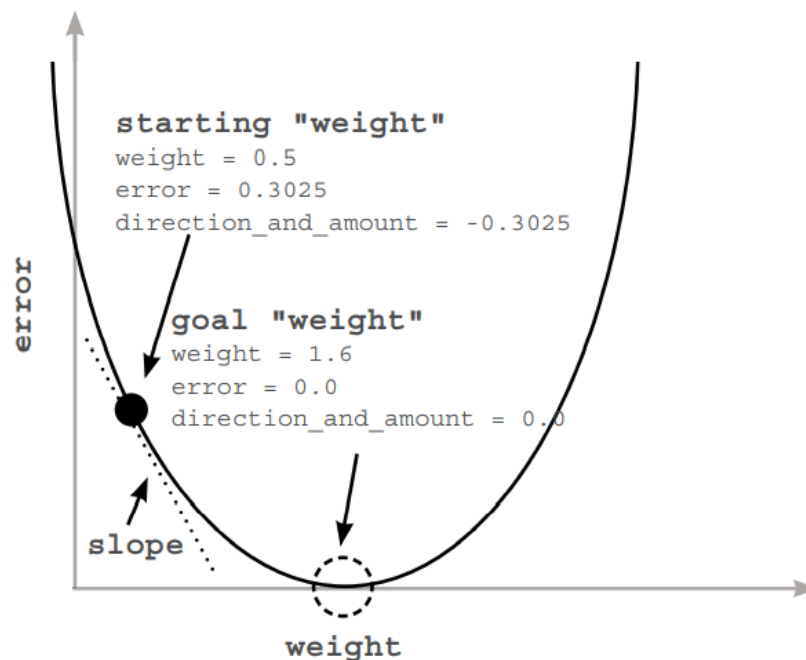 starting "weight"
weight = 0.5
error = 0.3025
direction_and_amount = -0.3025
error
goal "weight"
weight = 1.6
error = 0.0
direction_and_amount = 0.0
slope
weight